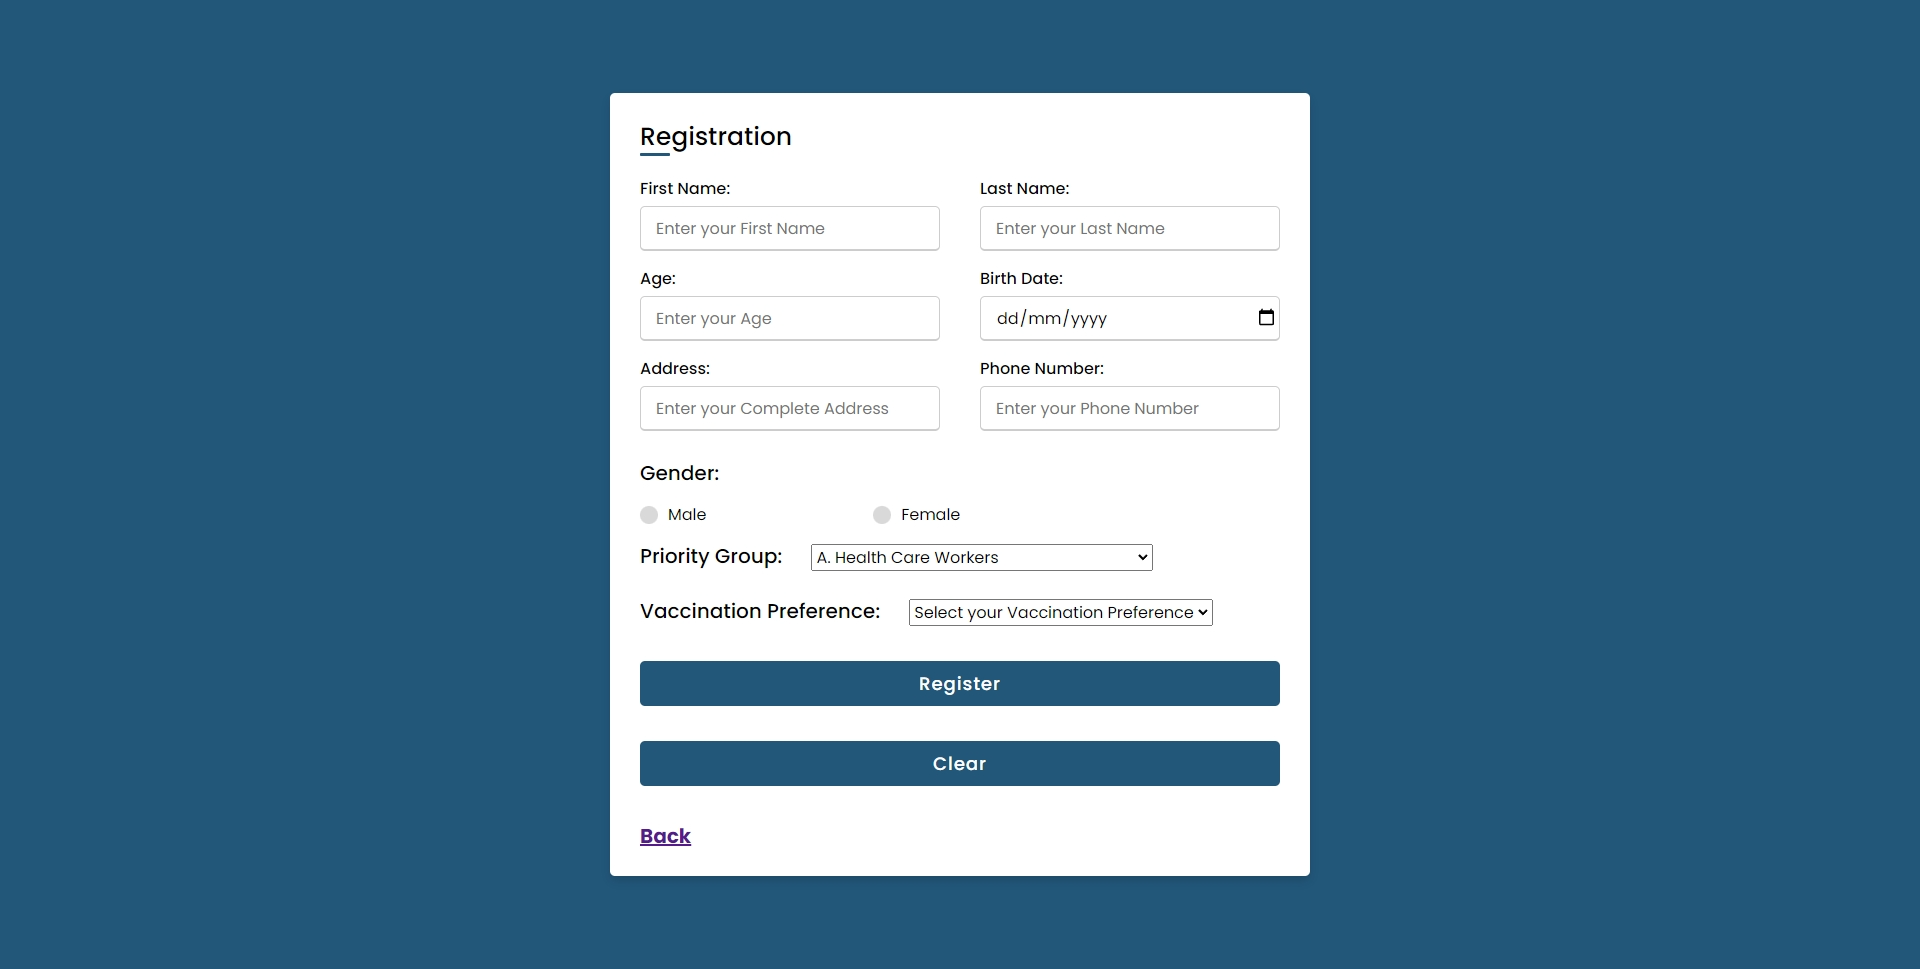 Registration
First Name: Last Name:
Enter your First Name Enter your Last Name
Age: Birth Date:
Enter your Age dd/mm/yyyy
Address: Phone Number:
Enter your Complete Address Enter your Phone Number
Gender:
Male Female
Priority Group: A. Health Care Workers
Vaccination Preference: Select your Vaccination Preference
Register
Clear
Back